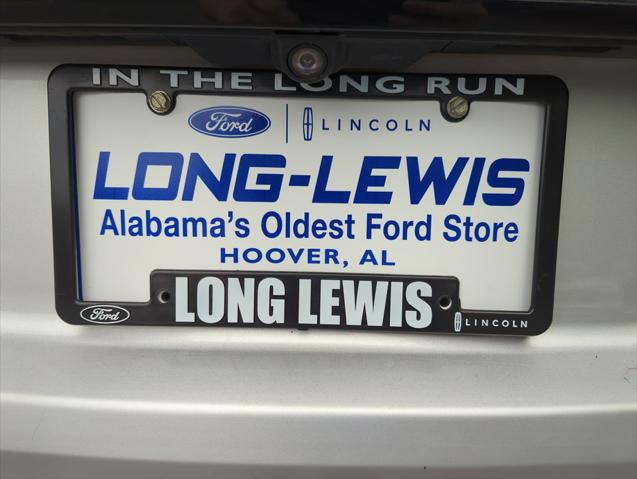 IN THE LONG RUN
Ford LINCOLN
LONG-LEWIS
Alabama's Oldest Ford Store
HOOVER, AL
LONG LEWIS
Ford LINCOLN